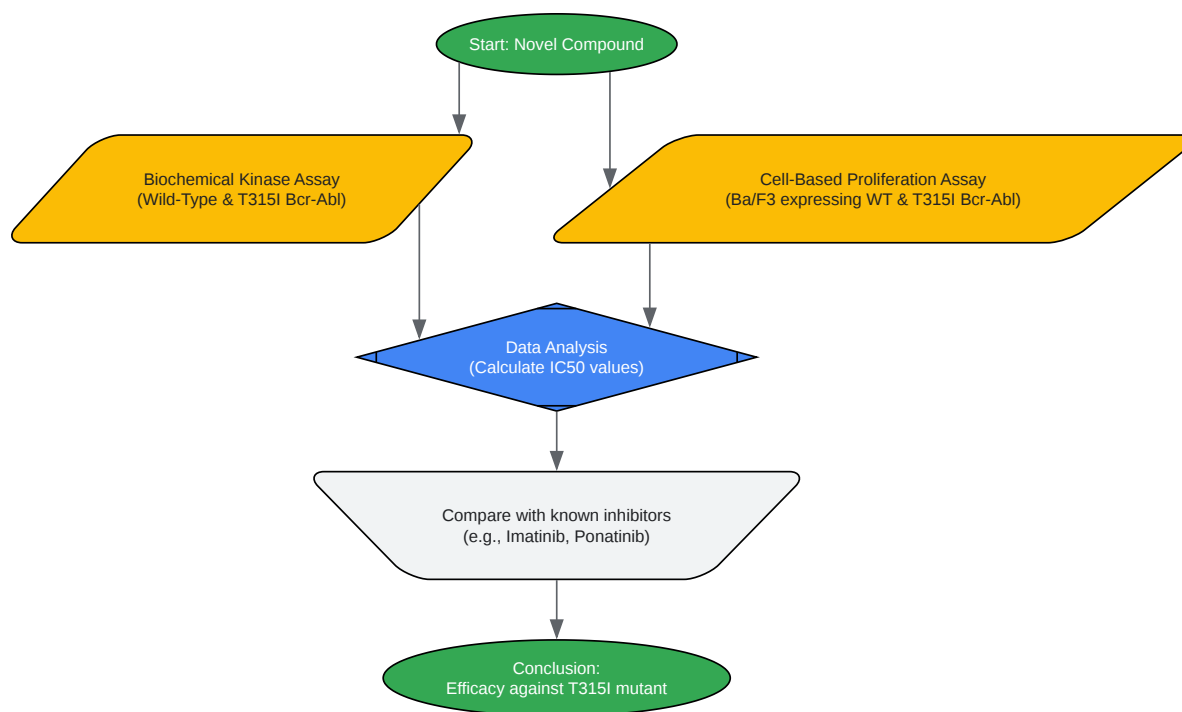 Start: Novel Compound
Biochemical Kinase Assay
(Wild-Type & T315I Bcr-Abl)
Cell-Based Proliferation Assay
(Ba/F3 expressing WT & T315I Bcr-Abl)
Data Analysis
(Calculate IC50 values)
Compare with known inhibitors
(e.g., Imatinib, Ponatinib)
Conclusion:
Efficacy against T315I mutant